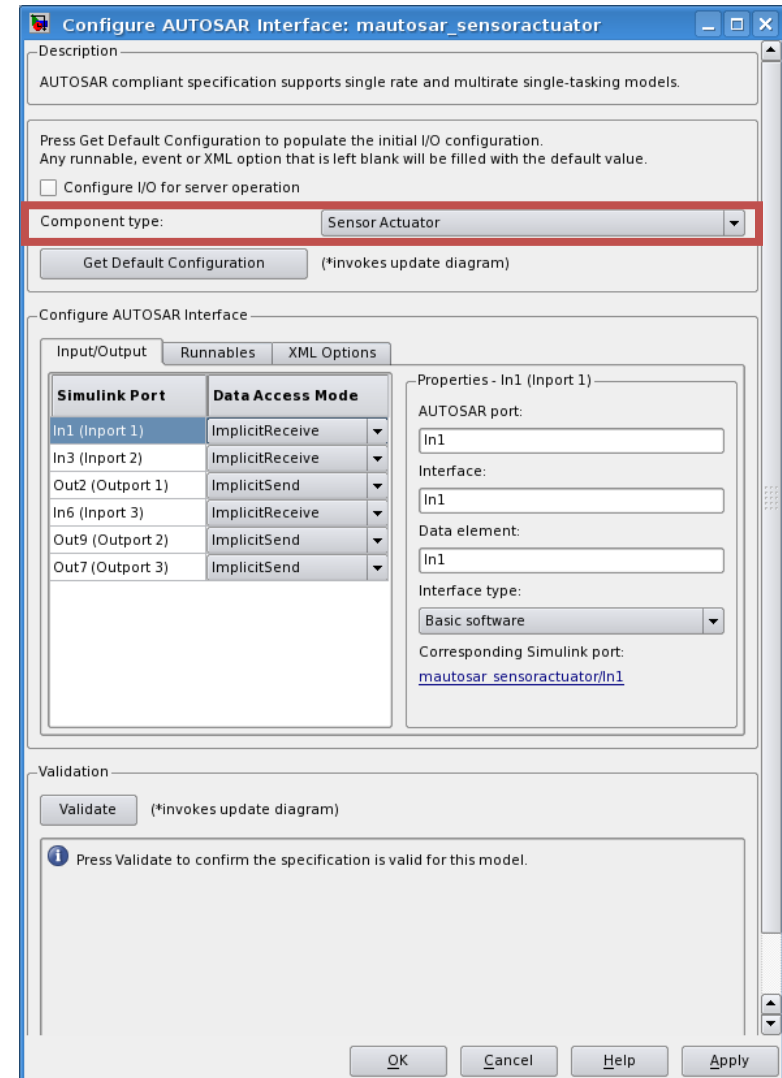 Configure AUTOSAR Interface: mautosar_sensoractuator
Description
AUTOSAR compliant specification supports single rate and multirate single-tasking models.
Press Get Default Configuration to populate the initial I/O configuration.
Any runnable, event or XML option that is left blank will be filled with the default value.
Configure I/O for server operation
Component type: Sensor Actuator
Get Default Configuration (*invokes update diagram)
Configure AUTOSAR Interface
Input/Output Runnables XML Options
Simulink Port Data Access Mode
In1 (Inport 1) ImplicitReceive
In3 (Inport 2) ImplicitReceive
Out2 (Outport 1) ImplicitSend
In6 (Inport 3) ImplicitReceive
Out9 (Outport 2) ImplicitSend
Out7 (Outport 3) ImplicitSend
Properties - In1 (Inport 1)
AUTOSAR port:
In1
Interface:
In1
Data element:
In1
Interface type:
Basic software
Corresponding Simulink port:
mautosar_sensoractuator/In1
Validation
Validate (*invokes update diagram)
Press Validate to confirm the specification is valid for this model.
OK Cancel Help Apply